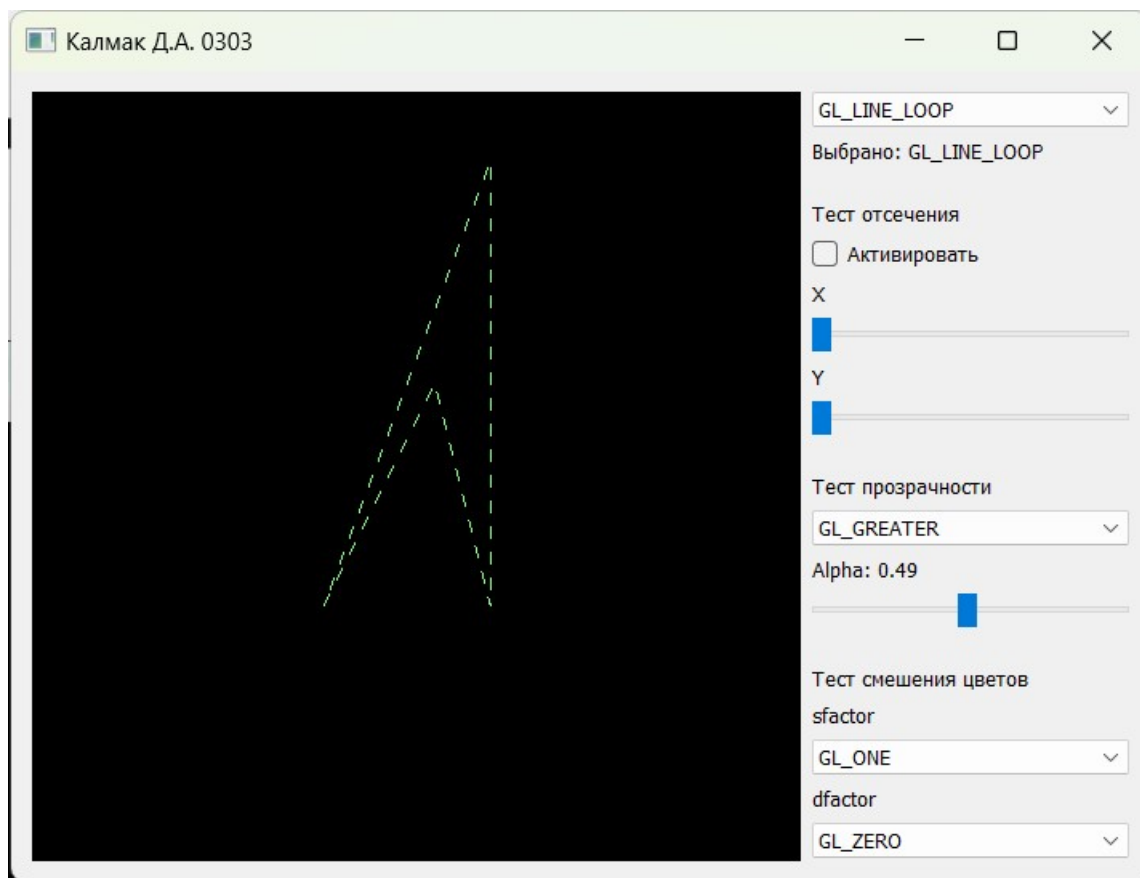 Калмак Д.А. 0303
GL_LINE_LOOP
Выбрано: GL_LINE_LOOP
Тест отсечения
Активировать
X
Y
Тест прозрачности
GL_GREATER
Alpha: 0.49
Тест смешения цветов
sfactor
GL_ONE
dfactor
GL_ZERO